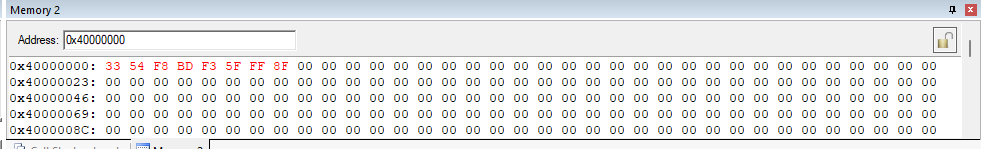 Memory 2
Address: 0x40000000
0x40000000: 33 54 F8 BD F3 5F FF 8F 00 00 00 00 00 00 00 00 00 00 00 00 00 00 00 00 00 00 00 00 00 00 00 00 00 00 00
0x40000023: 00 00 00 00 00 00 00 00 00 00 00 00 00 00 00 00 00 00 00 00 00 00 00 00 00 00 00 00 00 00 00 00 00 00 00
0x40000046: 00 00 00 00 00 00 00 00 00 00 00 00 00 00 00 00 00 00 00 00 00 00 00 00 00 00 00 00 00 00 00 00 00 00 00
0x40000069: 00 00 00 00 00 00 00 00 00 00 00 00 00 00 00 00 00 00 00 00 00 00 00 00 00 00 00 00 00 00 00 00 00 00 00
0x4000008C: 00 00 00 00 00 00 00 00 00 00 00 00 00 00 00 00 00 00 00 00 00 00 00 00 00 00 00 00 00 00 00 00 00 00 00